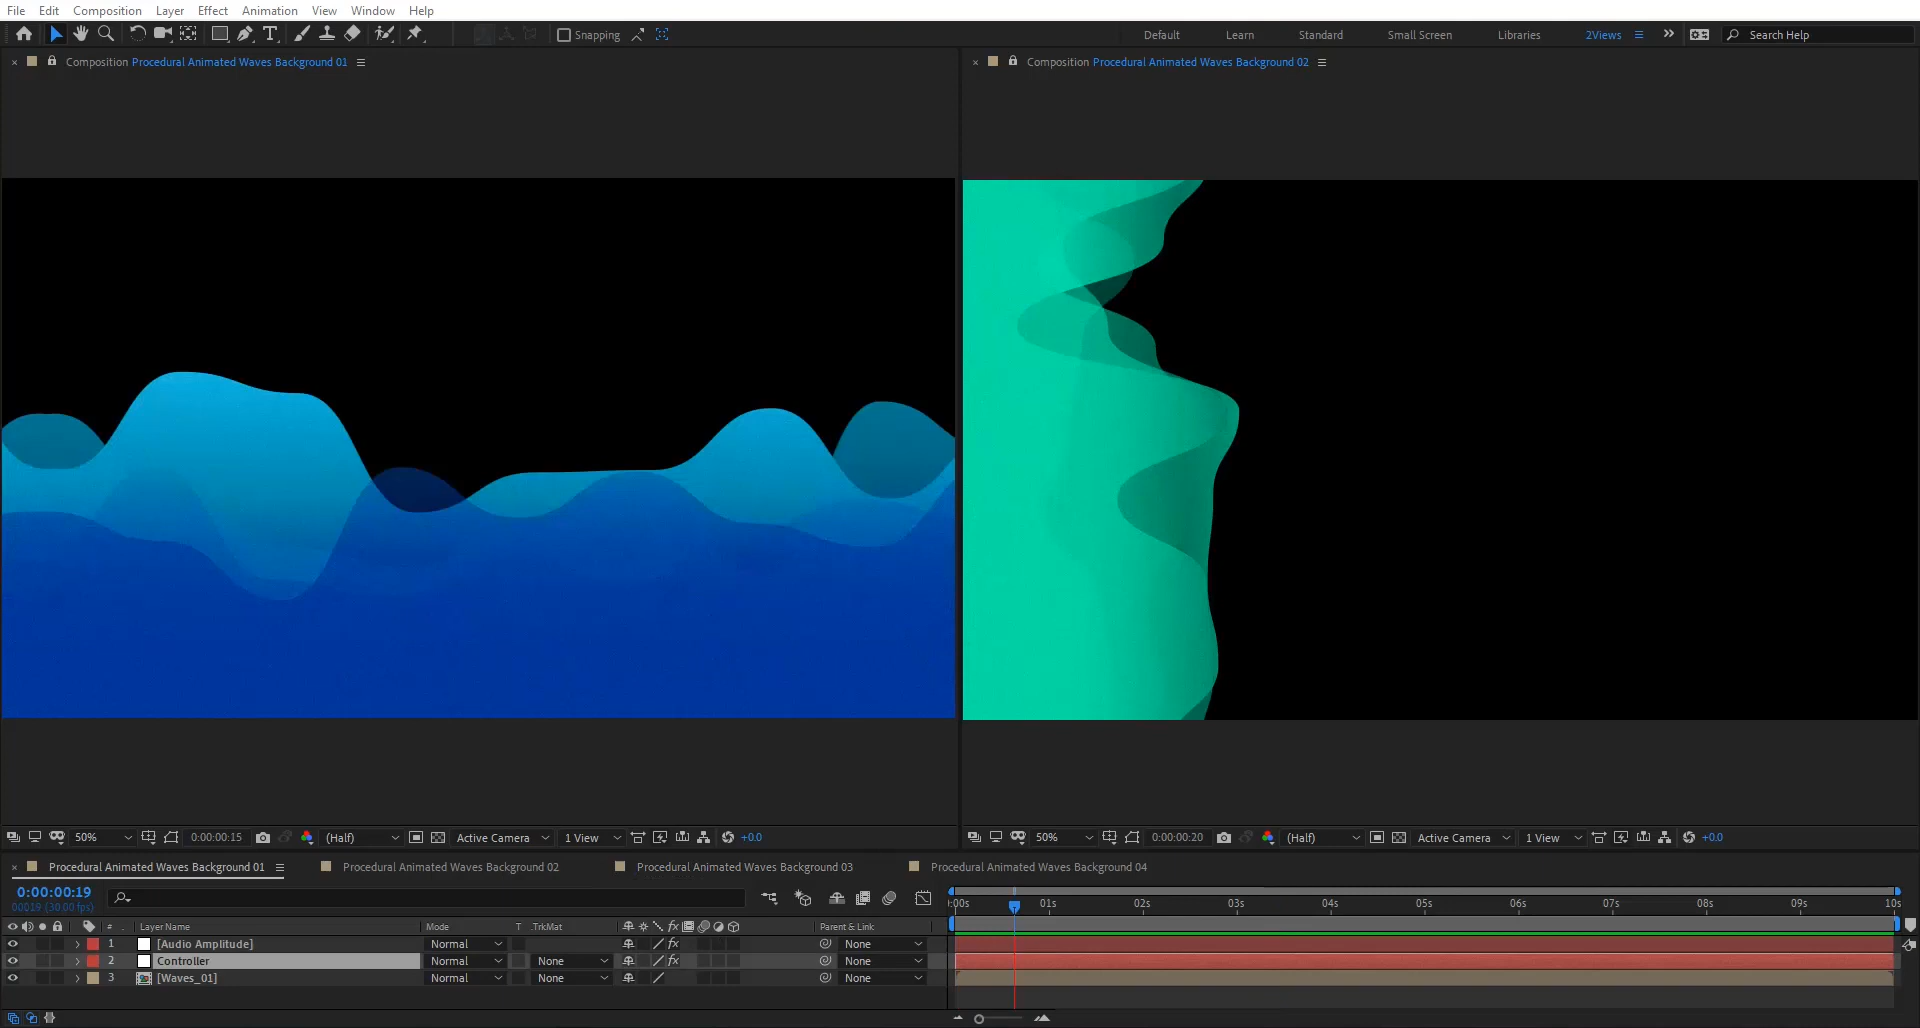 File Edit Composition Layer Effect Animation View Window Help
Snapping
Default Learn Standard Small Screen Libraries 2Views Search Help
Composition Procedural Animated Waves Background 01
Composition Procedural Animated Waves Background 02
50% 0:00:00:15 (Half) Active Camera 1 View +0.0
50% 0:00:00:20 (Half) Active Camera 1 View +0.0
Procedural Animated Waves Background 01 Procedural Animated Waves Background 02 Procedural Animated Waves Background 03 Procedural Animated Waves Background 04
0:00:00:19
00019 (30.00 fps)
:00s 01s 02s 03s 04s 05s 06s 07s 08s 09s 10s
# Layer Name Mode T .TrkMat fx Parent & Link
1 [Audio Amplitude] Normal fx None
2 Controller Normal None fx None
3 [Waves_01] Normal None None